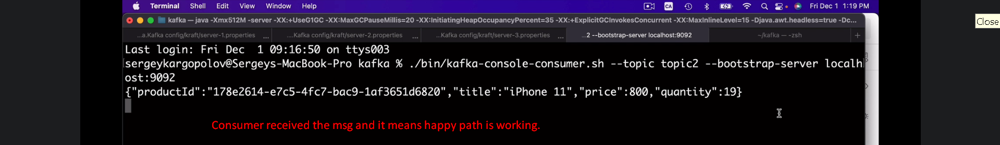 Terminal Shell Edit View Window Help CA Fri Dec 1 1:19 PM
Close
kafka — java -Xmx512M -server -XX:+UseG1GC -XX:MaxGCPauseMillis=20 -XX:InitiatingHeapOccupancyPercent=35 -XX:+ExplicitGCInvokesConcurrent -XX:MaxInlineLevel=15 -Djava.awt.headless=true -Dc...
...a.Kafka config/kraft/server-1.properties ... ....Kafka config/kraft/server-2.properties ... ...Kafka config/kraft/server-3.properties ... ...2 --bootstrap-server localhost:9092 ~/kafka — -zsh +
Last login: Fri Dec  1 09:16:50 on ttys003
sergeykargopolov@Sergeys-MacBook-Pro kafka % ./bin/kafka-console-consumer.sh --topic topic2 --bootstrap-server localh
ost:9092
{"productId":"178e2614-e7c5-4fc7-bac9-1af3651d6820","title":"iPhone 11","price":800,"quantity":19}
Consumer received the msg and it means happy path is working.